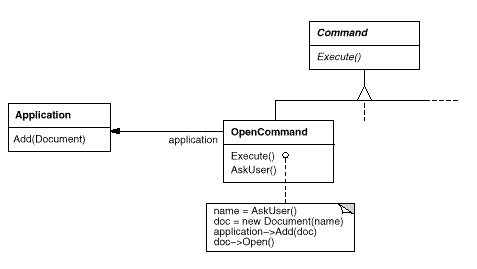 Command
Execute()
Application
Add(Document)
application
OpenCommand
Execute()
AskUser()
name = AskUser()
doc = new Document(name)
application–>Add(doc)
doc–>Open()